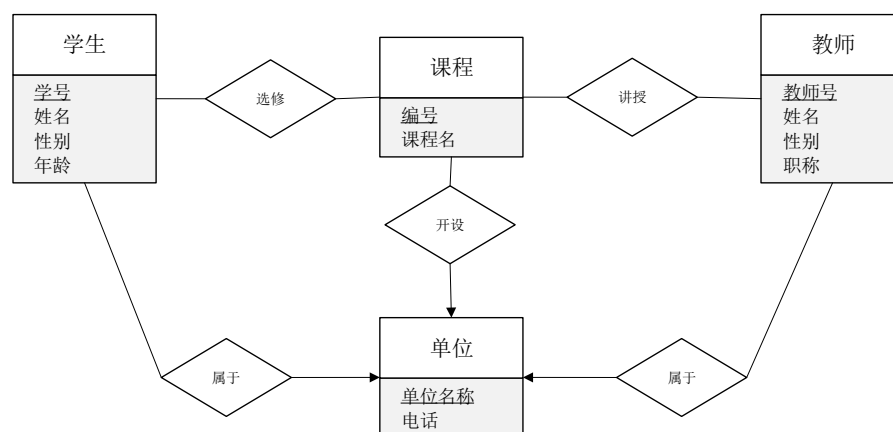 学生
学号
姓名
性别
年龄
选修
课程
编号
课程名
讲授
教师
教师号
姓名
性别
职称
开设
属于
单位
单位名称
电话
属于